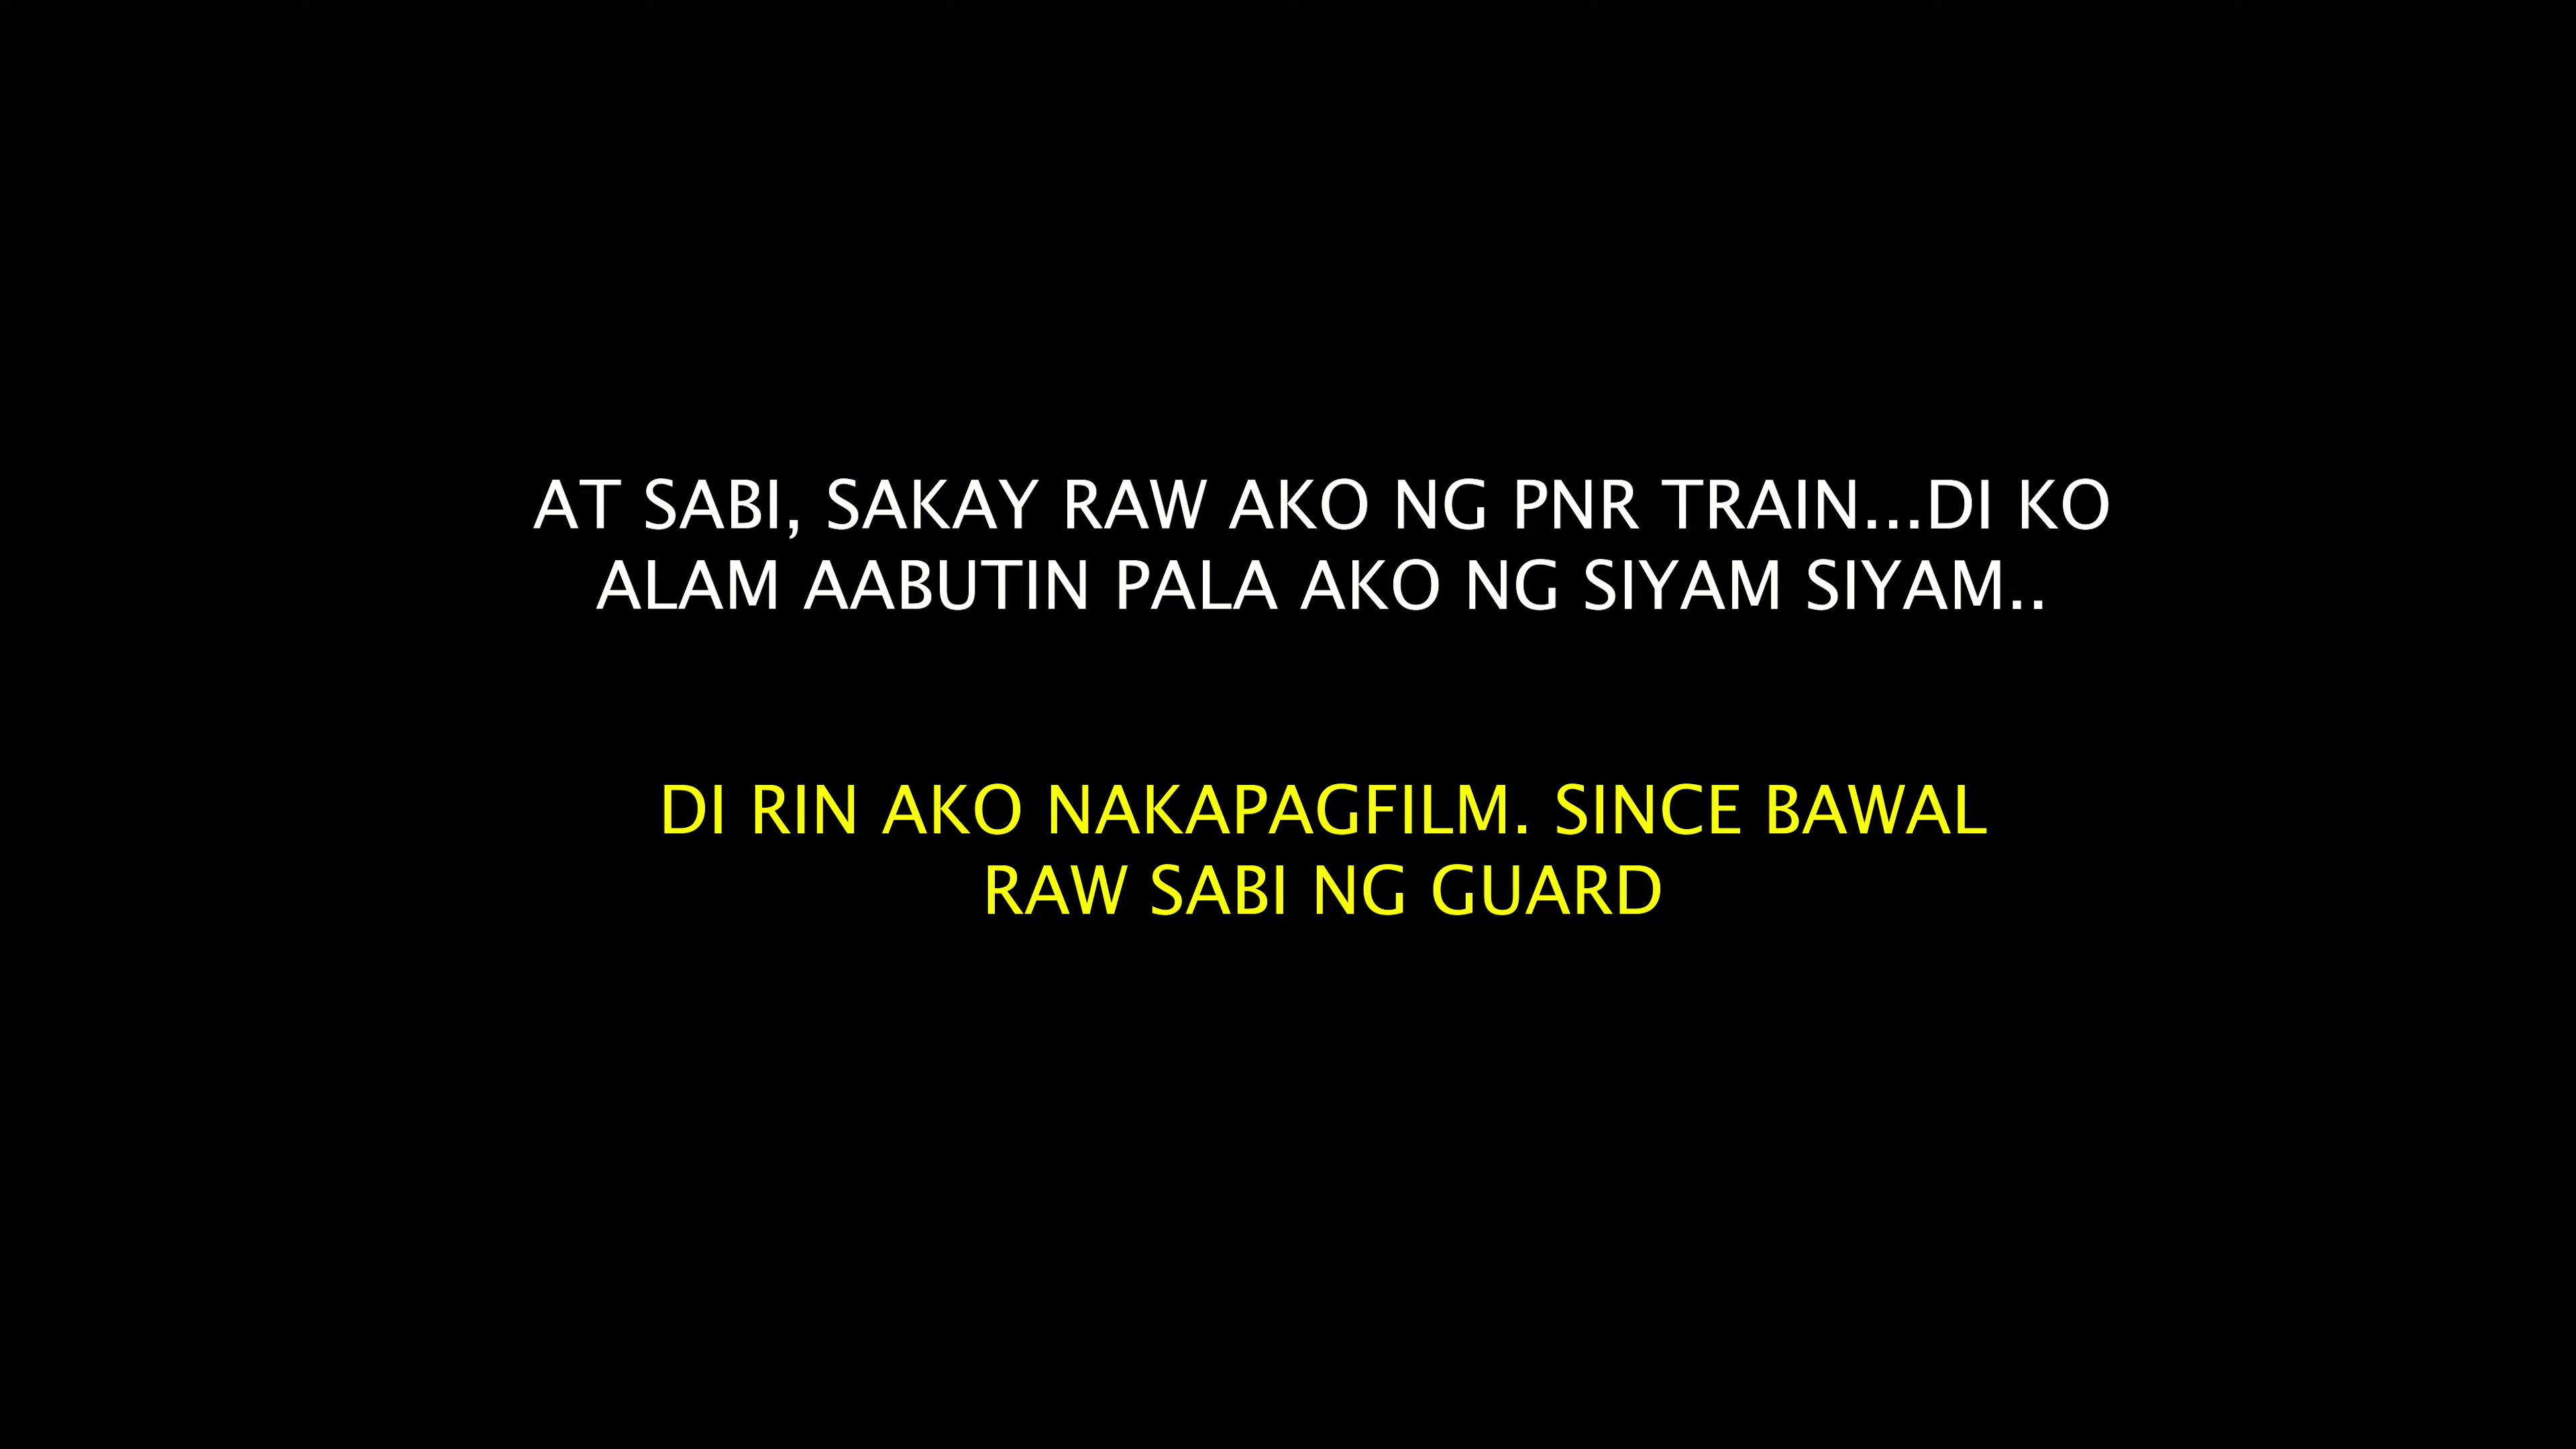 AT SABI, SAKAY RAW AKO NG PNR TRAIN...DI KO
ALAM AABUTIN PALA AKO NG SIYAM SIYAM..
DI RIN AKO NAKAPAGFILM. SINCE BAWAL
RAW SABI NG GUARD